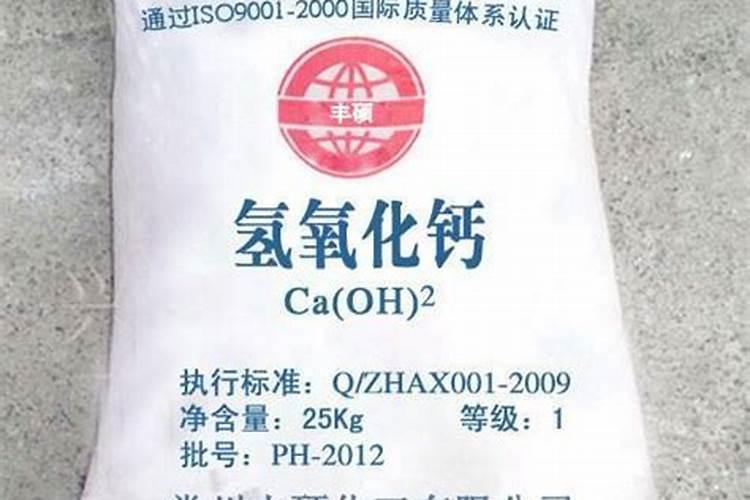 通过ISO9001-2000国际质量体系认证
丰硕
氢氧化钙
Ca(OH)2
执行标准：Q/ZHAX001-2009
净含量：25Kg 等级：1
批号：PH-2012